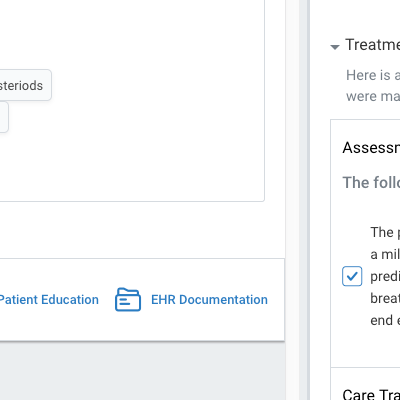 steriods
Patient Education
EHR Documentation
Treatme
Here is a
were ma
Assessm
The follo
The p
a mil
predi
breat
end e
Care Tra